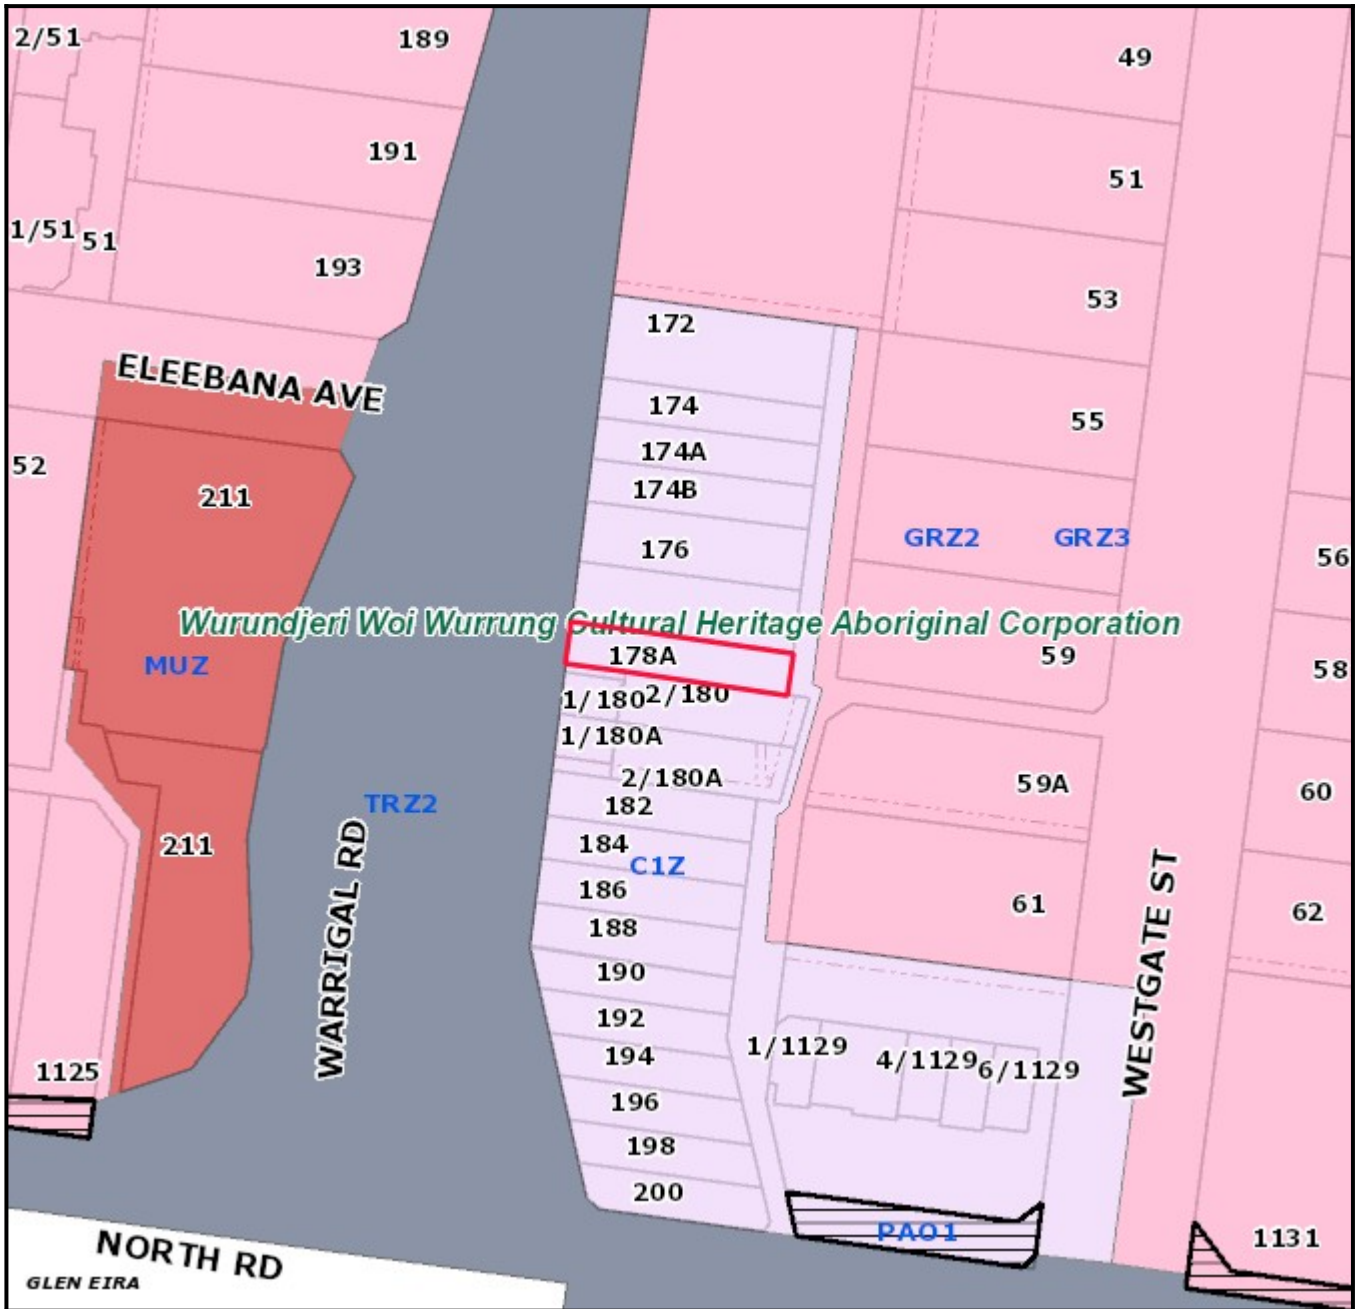 2/51
189
49
191
51
1/51
51
193
53
172
ELEEBANA AVE
174
55
174A
52
174B
211
GRZ2
GRZ3
176
56
Wurundjeri Woi Wurrung Cultural Heritage Aboriginal Corporation
178A
59
MUZ
58
1/180
2/180
1/180A
2/180A
59A
60
TRZ2
182
211
184
C1Z
186
61
62
188
WARRIGAL RD
190
WESTGATE ST
192
194
1/1129
4/1129
6/1129
1125
196
198
200
PAO1
1131
NORTH RD
GLEN EIRA